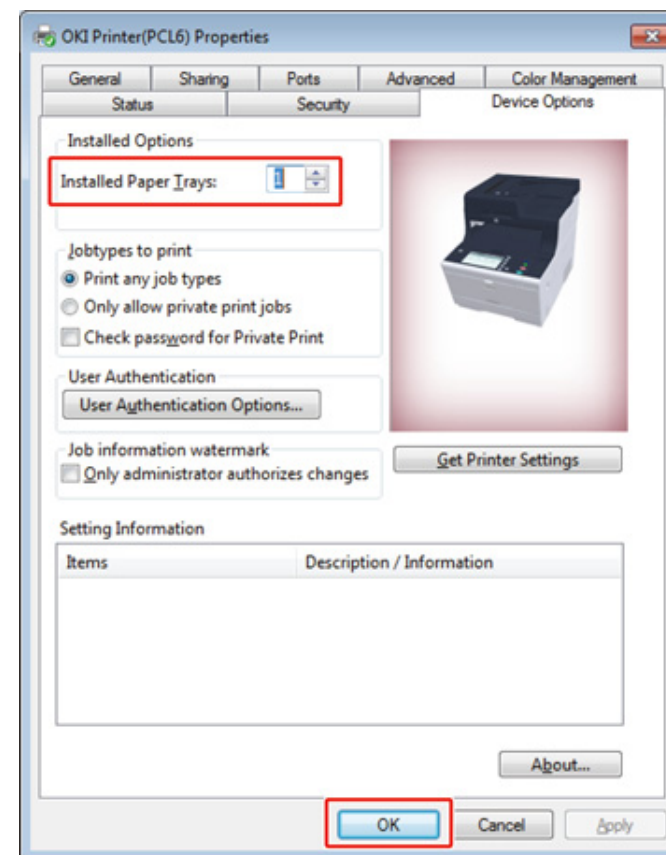 OKI Printer(PCL6) Properties
General Sharing Ports Advanced Color Management
Status Security Device Options
Installed Options
Installed Paper Trays: 1
Jobtypes to print
Print any job types
Only allow private print jobs
Check password for Private Print
User Authentication
User Authentication Options...
Job information watermark
Only administrator authorizes changes
Get Printer Settings
Setting Information
Items Description / Information
About...
OK Cancel Apply